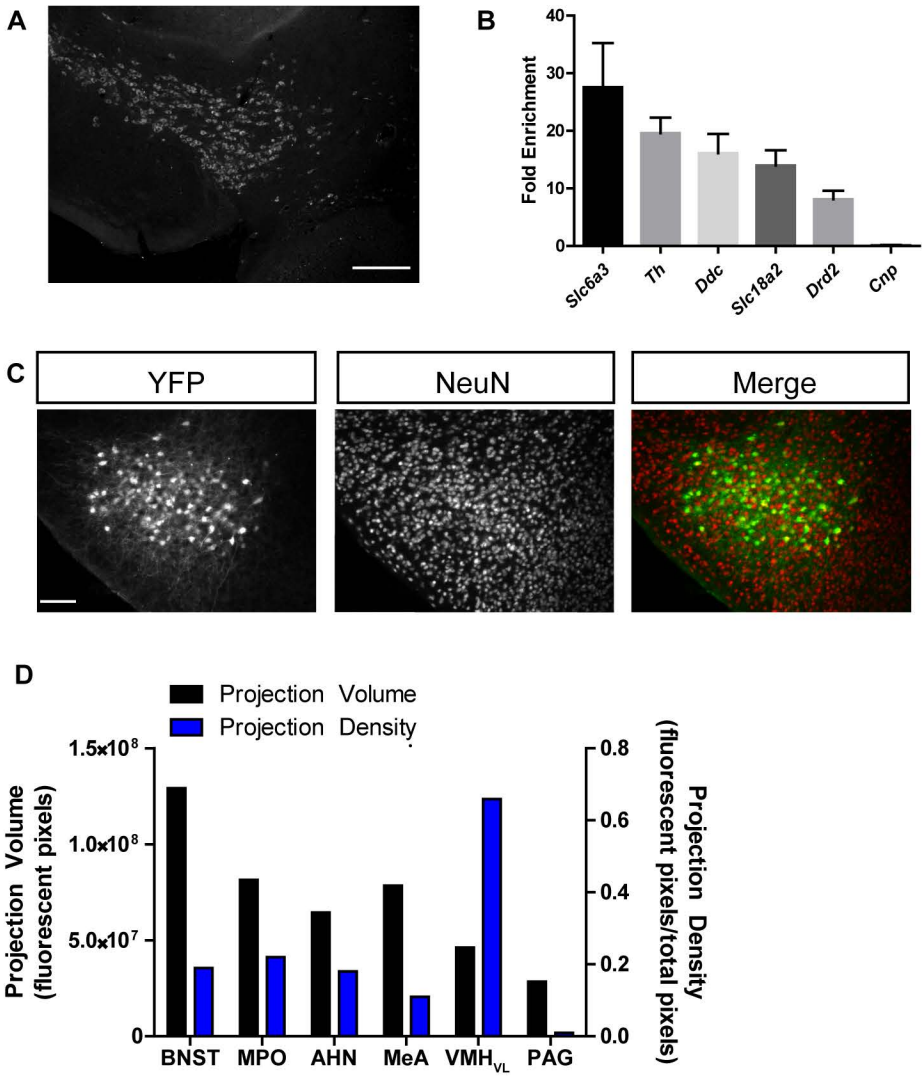 A
B
Fold Enrichment
40
30
20
10
0
Slc6a3
Th
Ddc
Slc18a2
Drd2
Cnp
C
YFP
NeuN
Merge
D
Projection Volume
Projection Density
Projection Volume
(fluorescent pixels)
1.5×10⁸
1.0×10⁸
5.0×10⁷
0
0.8
0.6
0.4
0.2
0.0
Projection Density
(fluorescent pixels/total pixels)
BNST MPO AHN MeA VMHVL PAG